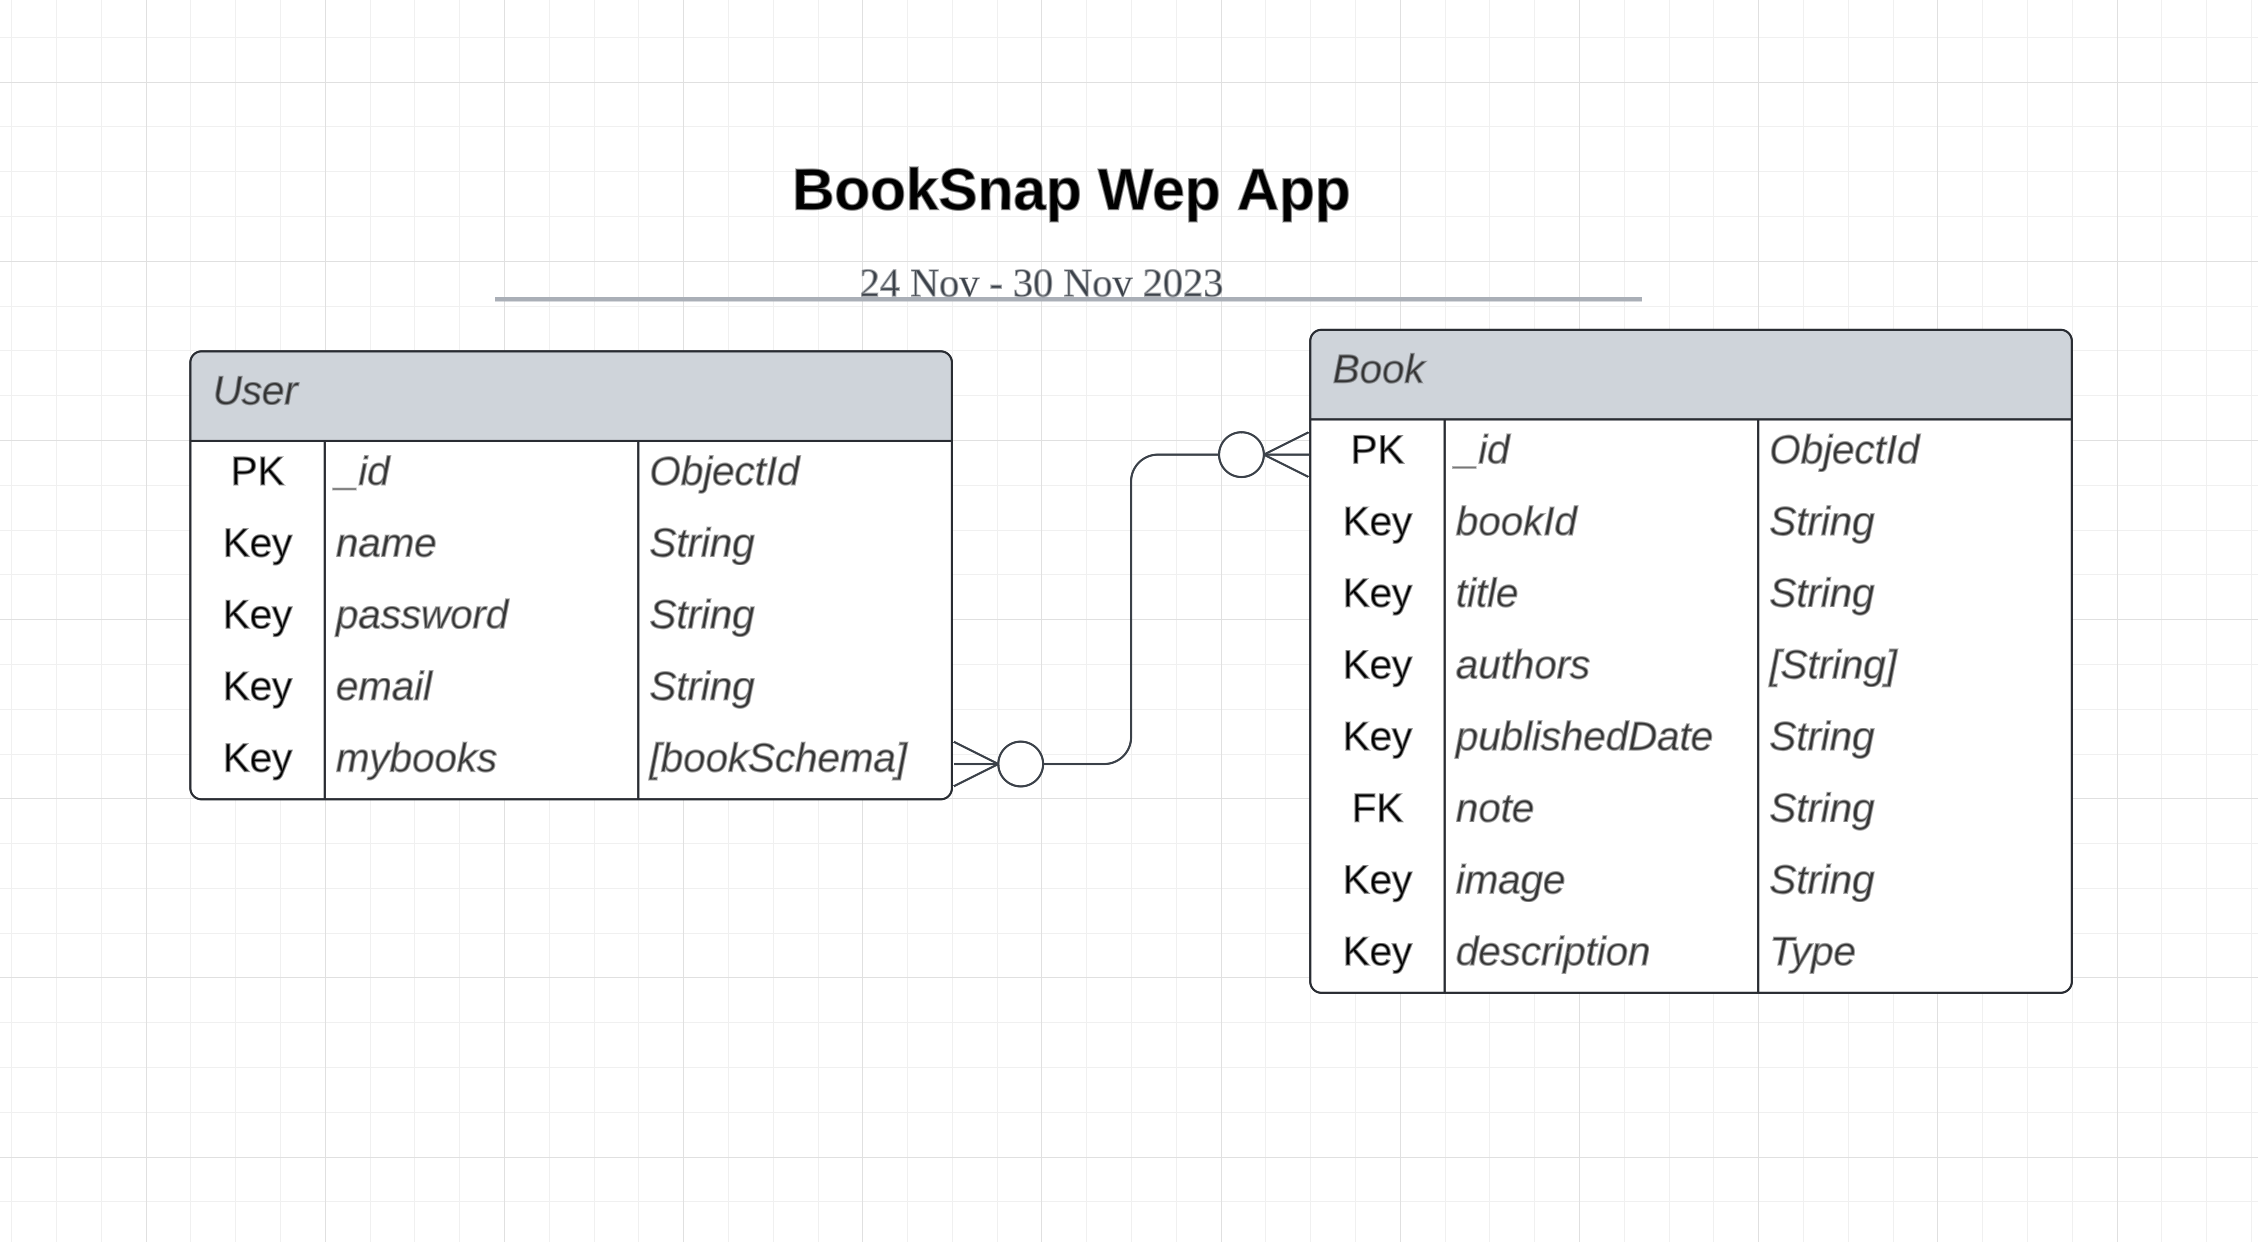 BookSnap Wep App
24 Nov - 30 Nov 2023
User
PK _id ObjectId
Key name String
Key password String
Key email String
Key mybooks [bookSchema]
Book
PK _id ObjectId
Key bookId String
Key title String
Key authors [String]
Key publishedDate String
FK note String
Key image String
Key description Type